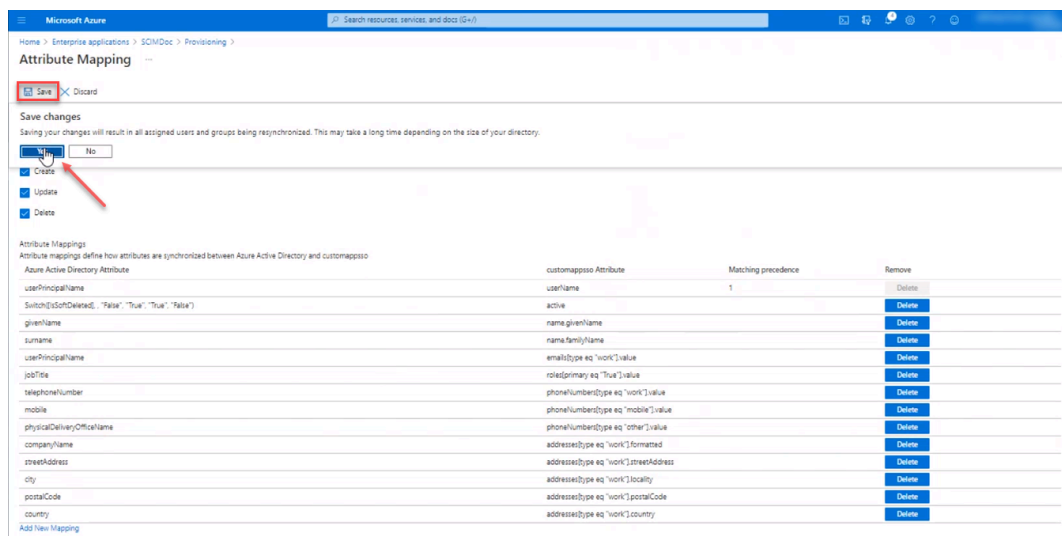 Microsoft Azure
Search resources, services, and docs (G+/)
Home > Enterprise applications > SCIMDoc > Provisioning >
Attribute Mapping ...
Save Discard
Save changes
Saving your changes will result in all assigned users and groups being resynchronized. This may take a long time depending on the size of your directory.
Yes No
Create
Update
Delete
Attribute Mappings
Attribute mappings define how attributes are synchronized between Azure Active Directory and customappsso
Azure Active Directory Attribute customappsso Attribute Matching precedence Remove
userPrincipalName userName 1 Delete
Switch([IsSoftDeleted], , "False", "True", "True", "False") active Delete
givenName name.givenName Delete
surname name.familyName Delete
userPrincipalName emails[type eq "work"].value Delete
jobTitle roles[primary eq "True"].value Delete
telephoneNumber phoneNumbers[type eq "work"].value Delete
mobile phoneNumbers[type eq "mobile"].value Delete
physicalDeliveryOfficeName phoneNumbers[type eq "other"].value Delete
companyName addresses[type eq "work"].formatted Delete
streetAddress addresses[type eq "work"].streetAddress Delete
city addresses[type eq "work"].locality Delete
postalCode addresses[type eq "work"].postalCode Delete
country addresses[type eq "work"].country Delete
Add New Mapping